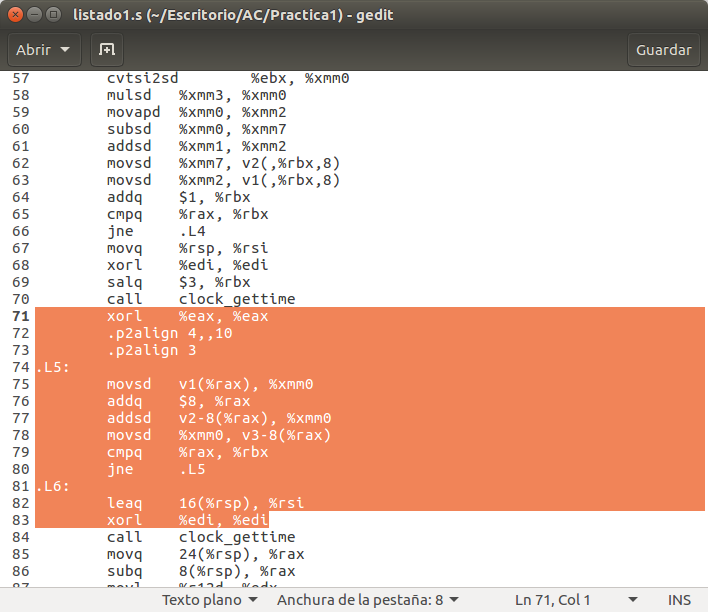 listado1.s (~/Escritorio/AC/Practica1) - gedit
Abrir Guardar
57 cvtsi2sd %ebx, %xmm0
58 mulsd %xmm3, %xmm0
59 movapd %xmm0, %xmm2
60 subsd %xmm0, %xmm7
61 addsd %xmm1, %xmm2
62 movsd %xmm7, v2(,%rbx,8)
63 movsd %xmm2, v1(,%rbx,8)
64 addq $1, %rbx
65 cmpq %rax, %rbx
66 jne .L4
67 movq %rsp, %rsi
68 xorl %edi, %edi
69 salq $3, %rbx
70 call clock_gettime
71 xorl %eax, %eax
72 .p2align 4,,10
73 .p2align 3
74 .L5:
75 movsd v1(%rax), %xmm0
76 addq $8, %rax
77 addsd v2-8(%rax), %xmm0
78 movsd %xmm0, v3-8(%rax)
79 cmpq %rax, %rbx
80 jne .L5
81 .L6:
82 leaq 16(%rsp), %rsi
83 xorl %edi, %edi
84 call clock_gettime
85 movq 24(%rsp), %rax
86 subq 8(%rsp), %rax
87 movl %r13d, %edx
Texto plano Anchura de la pestaña: 8 Ln 71, Col 1 INS